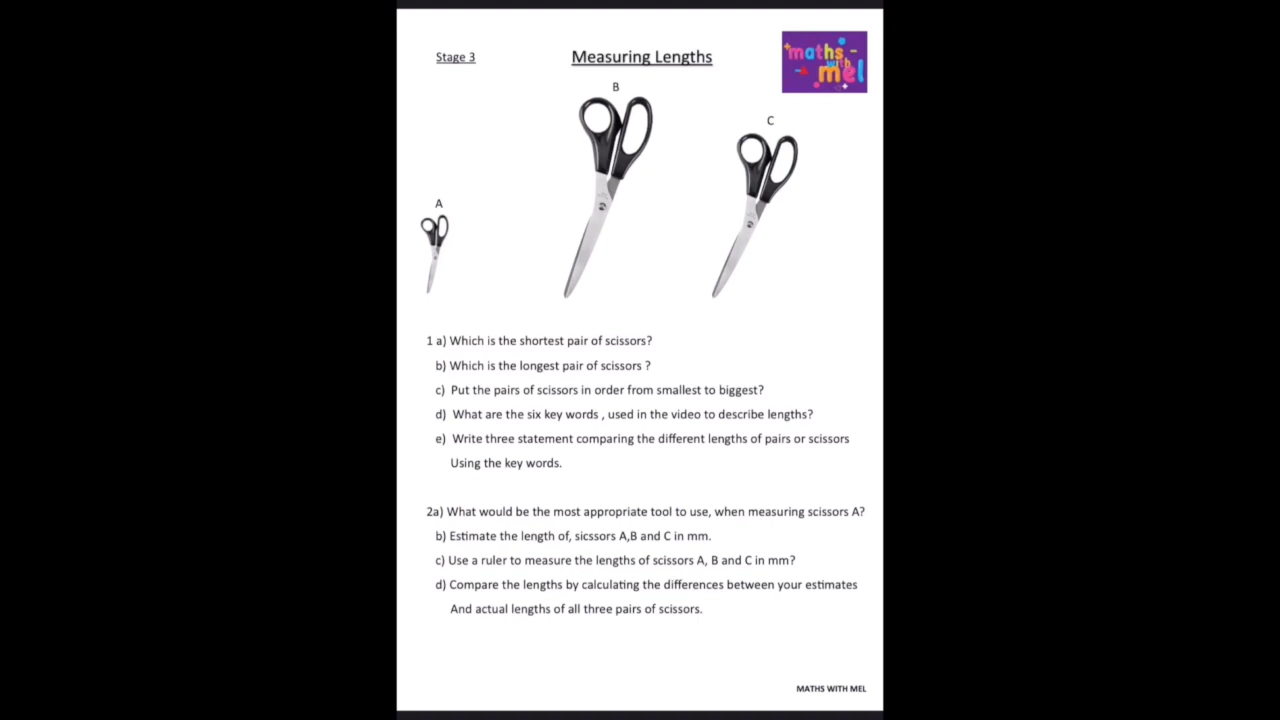 Stage 3
Measuring Lengths
maths
with
mel
B
C
A
1 a) Which is the shortest pair of scissors?
b) Which is the longest pair of scissors ?
c) Put the pairs of scissors in order from smallest to biggest?
d) What are the six key words , used in the video to describe lengths?
e) Write three statement comparing the different lengths of pairs or scissors
Using the key words.
2a) What would be the most appropriate tool to use, when measuring scissors A?
b) Estimate the length of, sicssors A,B and C in mm.
c) Use a ruler to measure the lengths of scissors A, B and C in mm?
d) Compare the lengths by calculating the differences between your estimates
And actual lengths of all three pairs of scissors.
MATHS WITH MEL